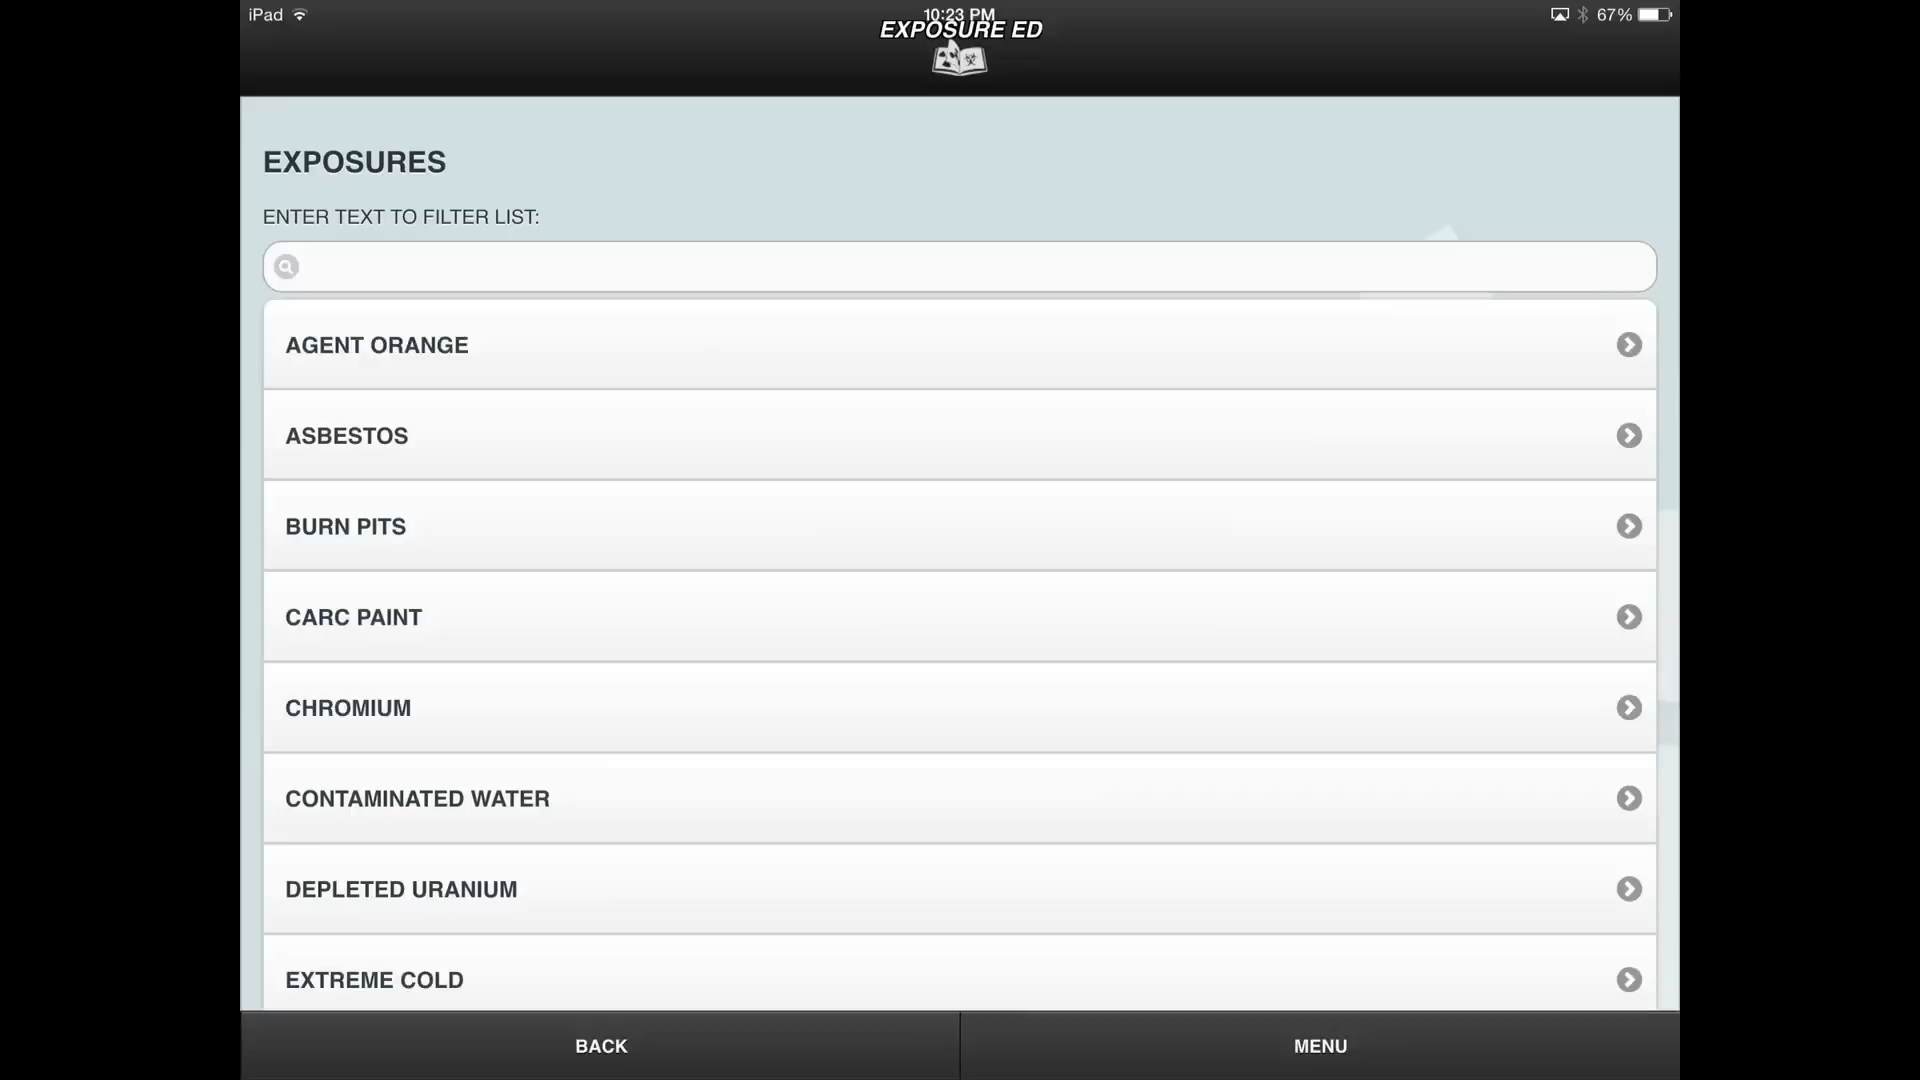 iPad 10:23 PM 67%
EXPOSURE ED
EXPOSURES
ENTER TEXT TO FILTER LIST:
AGENT ORANGE
ASBESTOS
BURN PITS
CARC PAINT
CHROMIUM
CONTAMINATED WATER
DEPLETED URANIUM
EXTREME COLD
BACK MENU